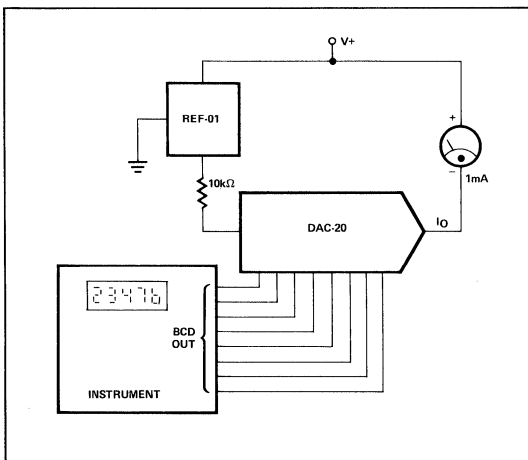 V+
REF-01
+
10kΩ
–
1mA
DAC-20
IO
23476
BCD
OUT
INSTRUMENT